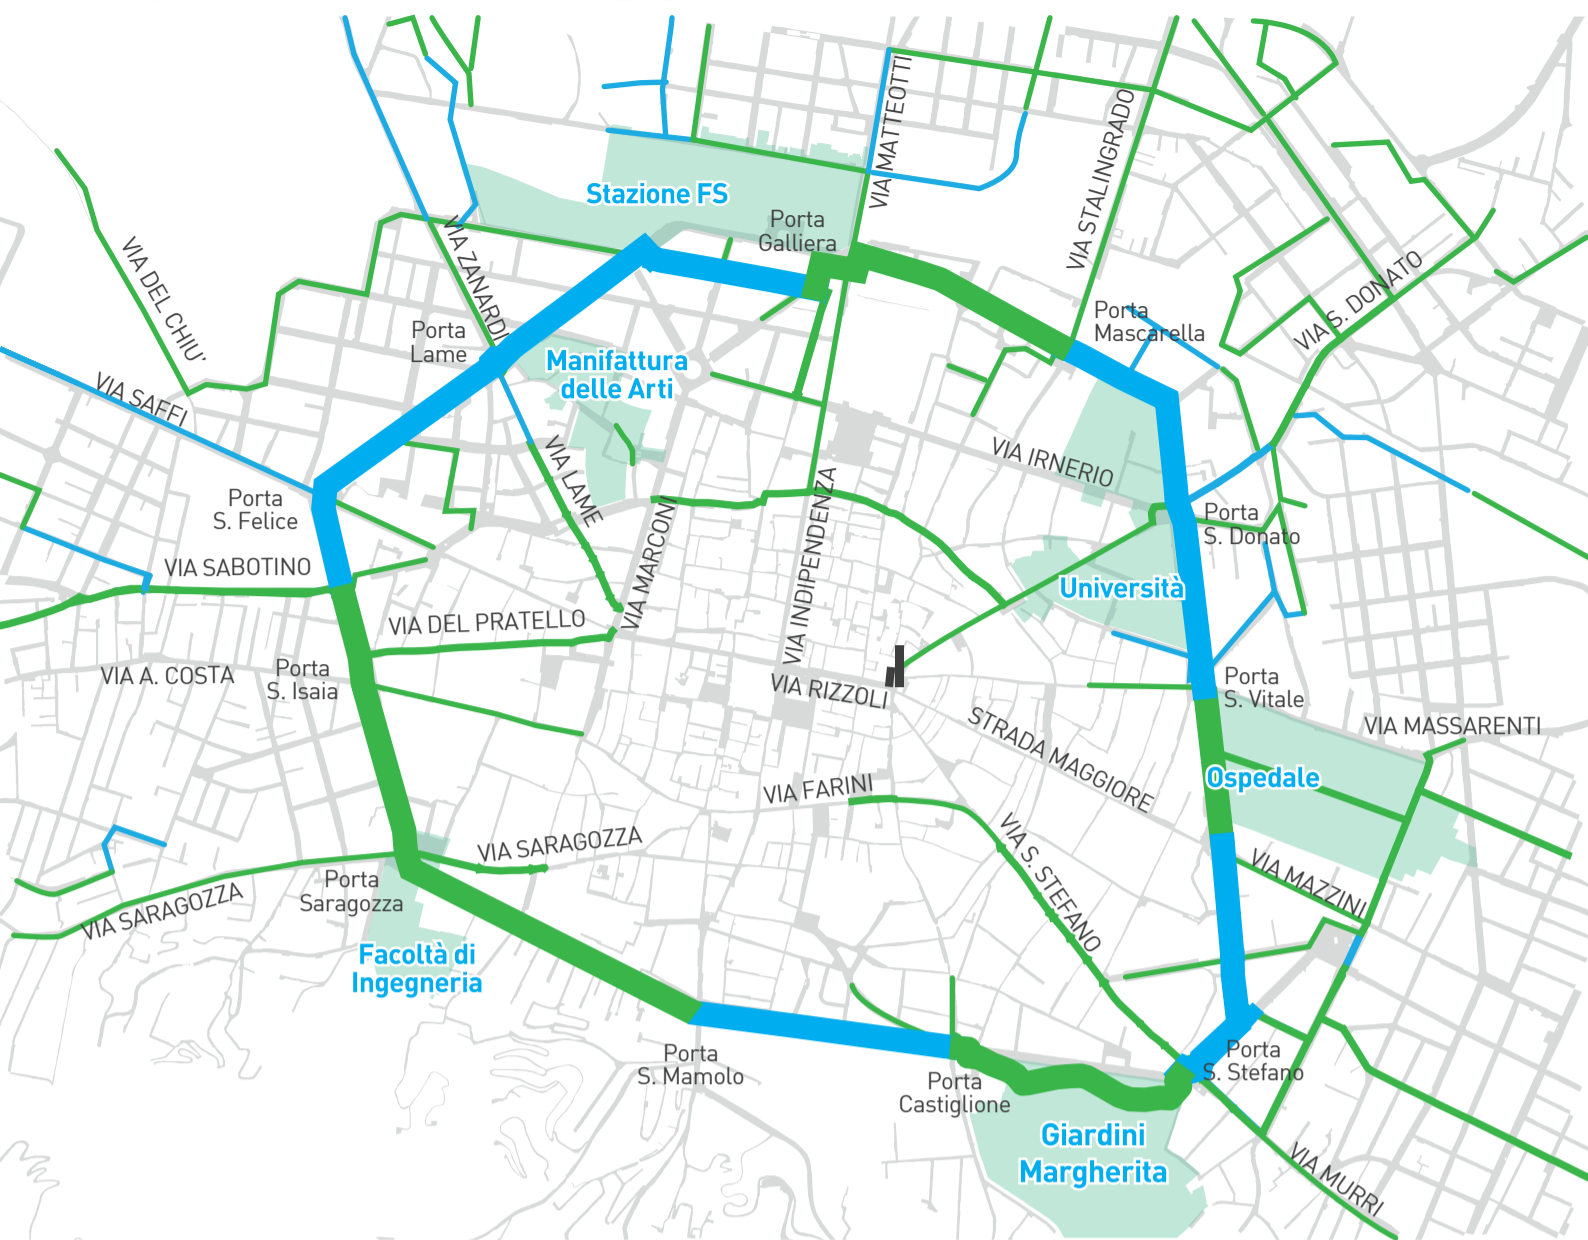 VIA MATTEOTTI
VIA STALINGRADO
Stazione FS
Porta
Galliera
VIA ZANARDI
VIA DEL CHIU'
VIA S. DONATO
Porta
Mascarella
Porta
Lame
Manifattura
delle Arti
VIA SAFFI
VIA LAME
VIA IRNERIO
Porta
S. Felice
VIA MARCONI
VIA INDIPENDENZA
Porta
S. Donato
VIA SABOTINO
Università
VIA DEL PRATELLO
VIA A. COSTA
Porta
S. Isaia
VIA RIZZOLI
Porta
S. Vitale
STRADA MAGGIORE
VIA MASSARENTI
Ospedale
VIA FARINI
VIA S. STEFANO
VIA SARAGOZZA
VIA MAZZINI
Porta
Saragozza
VIA SARAGOZZA
Facoltà di
Ingegneria
Porta
S. Mamolo
Porta
Castiglione
Porta
S. Stefano
Giardini
Margherita
VIA MURRI